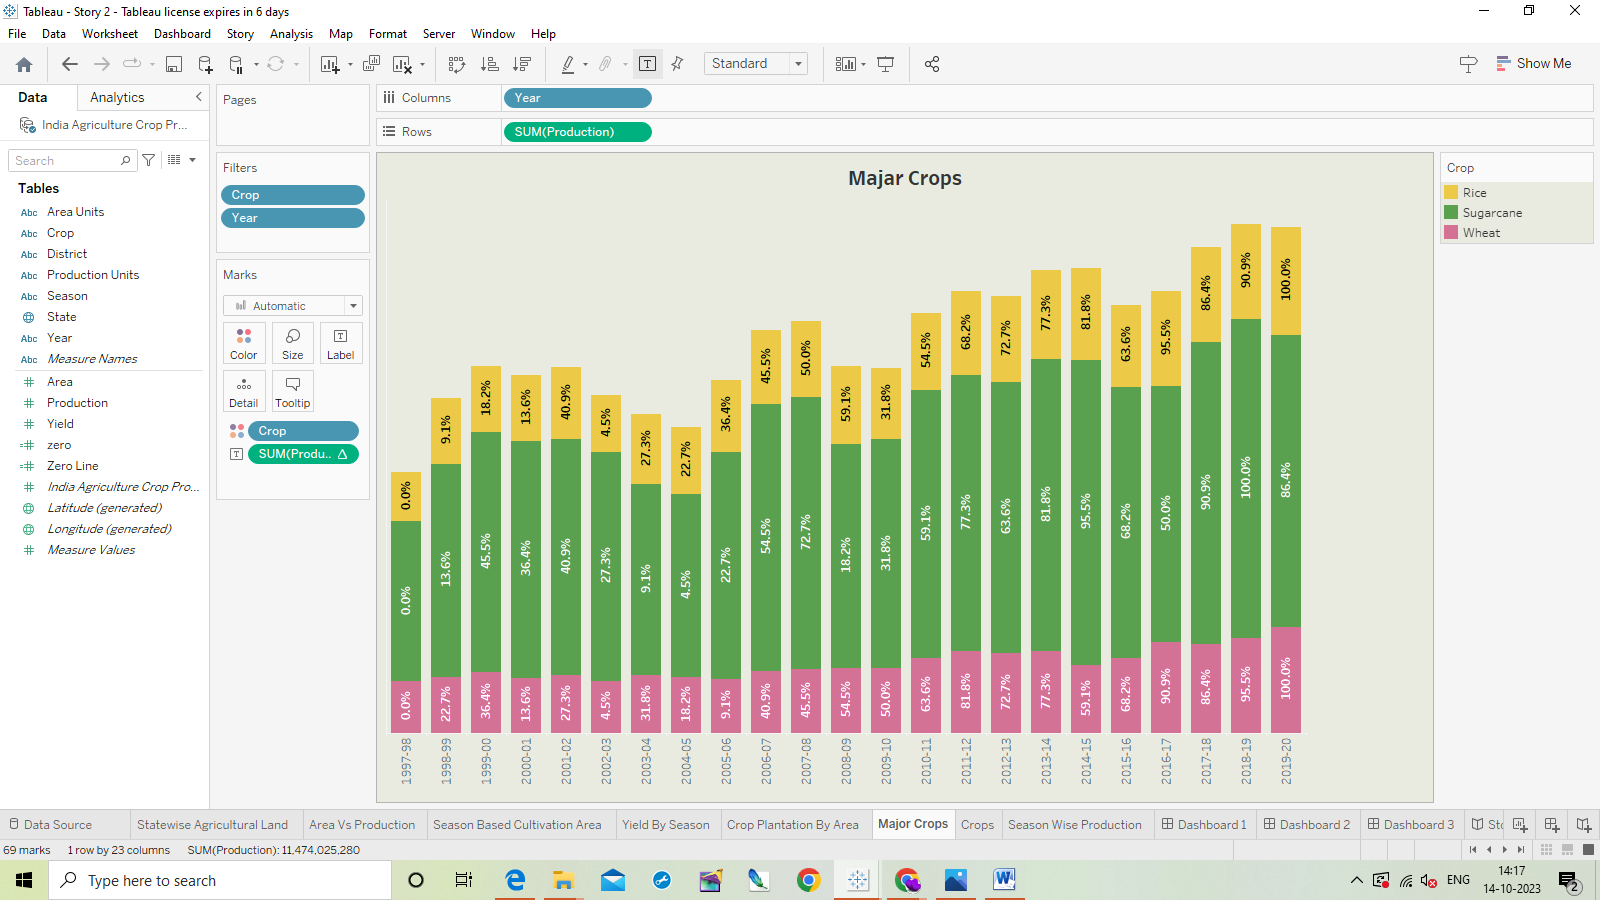 Tableau - Story 2 - Tableau license expires in 6 days
File Data Worksheet Dashboard Story Analysis Map Format Server Window Help
Standard
Show Me
Data Analytics
India Agriculture Crop Pr...
Search
Tables
Abc Area Units
Abc Crop
Abc District
Abc Production Units
Abc Season
State
Abc Year
Abc Measure Names
# Area
# Production
# Yield
=# zero
=# Zero Line
# India Agriculture Crop Pro...
Latitude (generated)
Longitude (generated)
# Measure Values
Pages
Filters
Crop
Year
Marks
Automatic
Color Size Label
Detail Tooltip
Crop
SUM(Produ.. Δ
Columns Year
Rows SUM(Production)
Majar Crops
0.0% 9.1% 18.2% 13.6% 40.9% 4.5% 27.3% 22.7% 36.4% 45.5% 50.0% 59.1% 31.8% 54.5% 68.2% 72.7% 77.3% 81.8% 63.6% 95.5% 86.4% 90.9% 100.0%
0.0% 13.6% 45.5% 36.4% 40.9% 27.3% 9.1% 4.5% 22.7% 54.5% 72.7% 18.2% 31.8% 59.1% 77.3% 63.6% 81.8% 95.5% 68.2% 50.0% 90.9% 100.0% 86.4%
0.0% 22.7% 36.4% 13.6% 27.3% 4.5% 31.8% 18.2% 9.1% 40.9% 45.5% 54.5% 50.0% 63.6% 81.8% 72.7% 77.3% 59.1% 68.2% 90.9% 86.4% 95.5% 100.0%
1997-98 1998-99 1999-00 2000-01 2001-02 2002-03 2003-04 2004-05 2005-06 2006-07 2007-08 2008-09 2009-10 2010-11 2011-12 2012-13 2013-14 2014-15 2015-16 2016-17 2017-18 2018-19 2019-20
Crop
Rice
Sugarcane
Wheat
Data Source Statewise Agricultural Land Area Vs Production Season Based Cultivation Area Yield By Season Crop Plantation By Area Major Crops Crops Season Wise Production Dashboard 1 Dashboard 2 Dashboard 3 Sto
69 marks 1 row by 23 columns SUM(Production): 11,474,025,280
Type here to search
ENG
14:17
14-10-2023
2